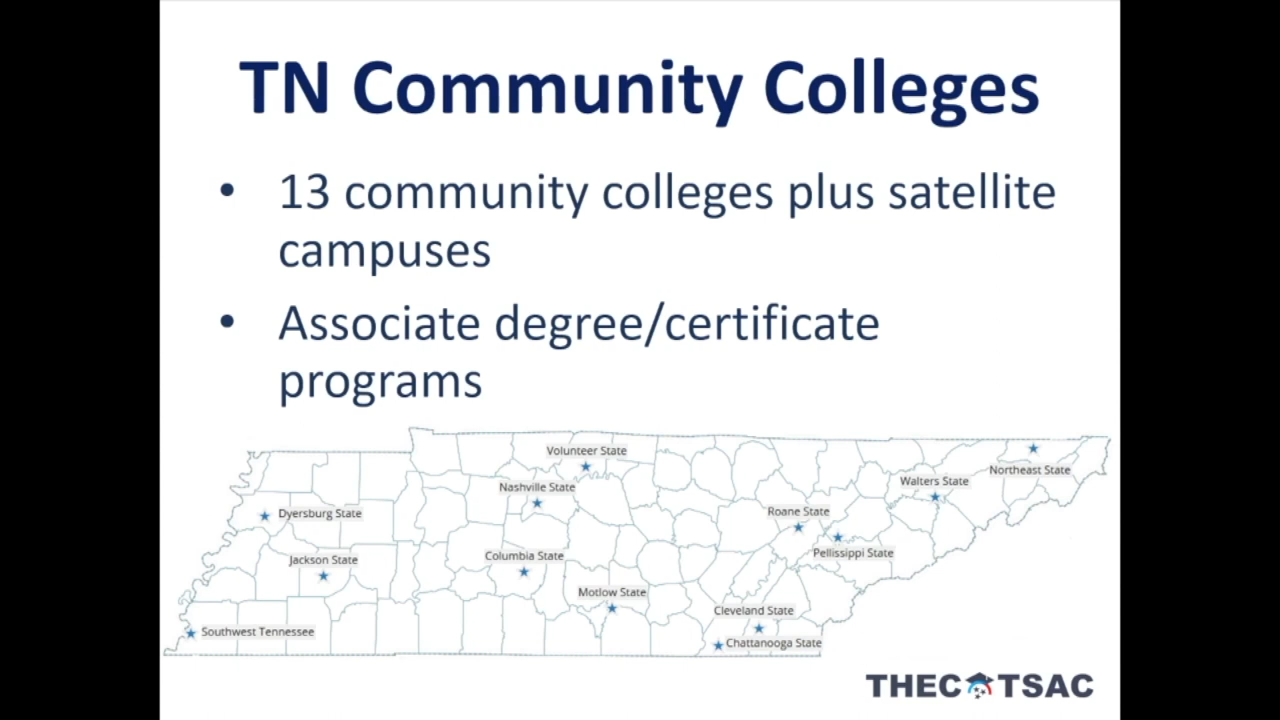 TN Community Colleges
• 13 community colleges plus satellite
campuses
• Associate degree/certificate
programs
Volunteer State
Northeast State
Walters State
Nashville State
Dyersburg State
Roane State
Pellissippi State
Columbia State
Jackson State
Motlow State
Cleveland State
Southwest Tennessee
Chattanooga State
THEC TSAC